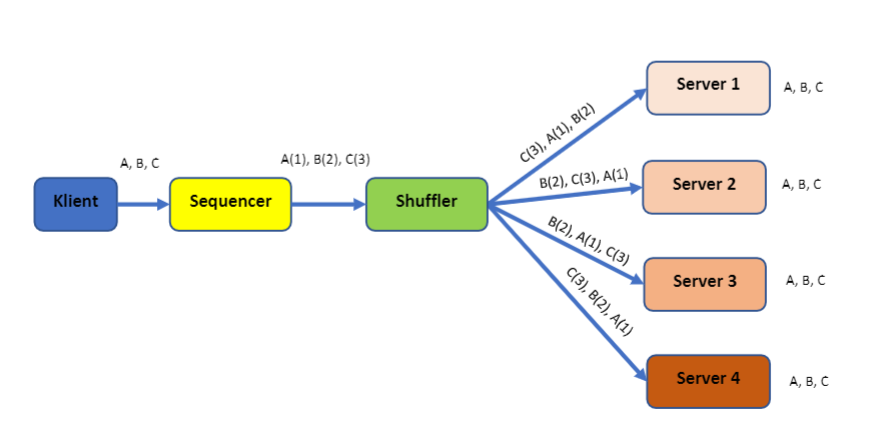 Klient
A, B, C
Sequencer
A(1), B(2), C(3)
Shuffler
C(3), A(1), B(2)
Server 1
A, B, C
B(2), C(3), A(1)
Server 2
A, B, C
B(2), A(1), C(3)
Server 3
A, B, C
C(3), B(2), A(1)
Server 4
A, B, C